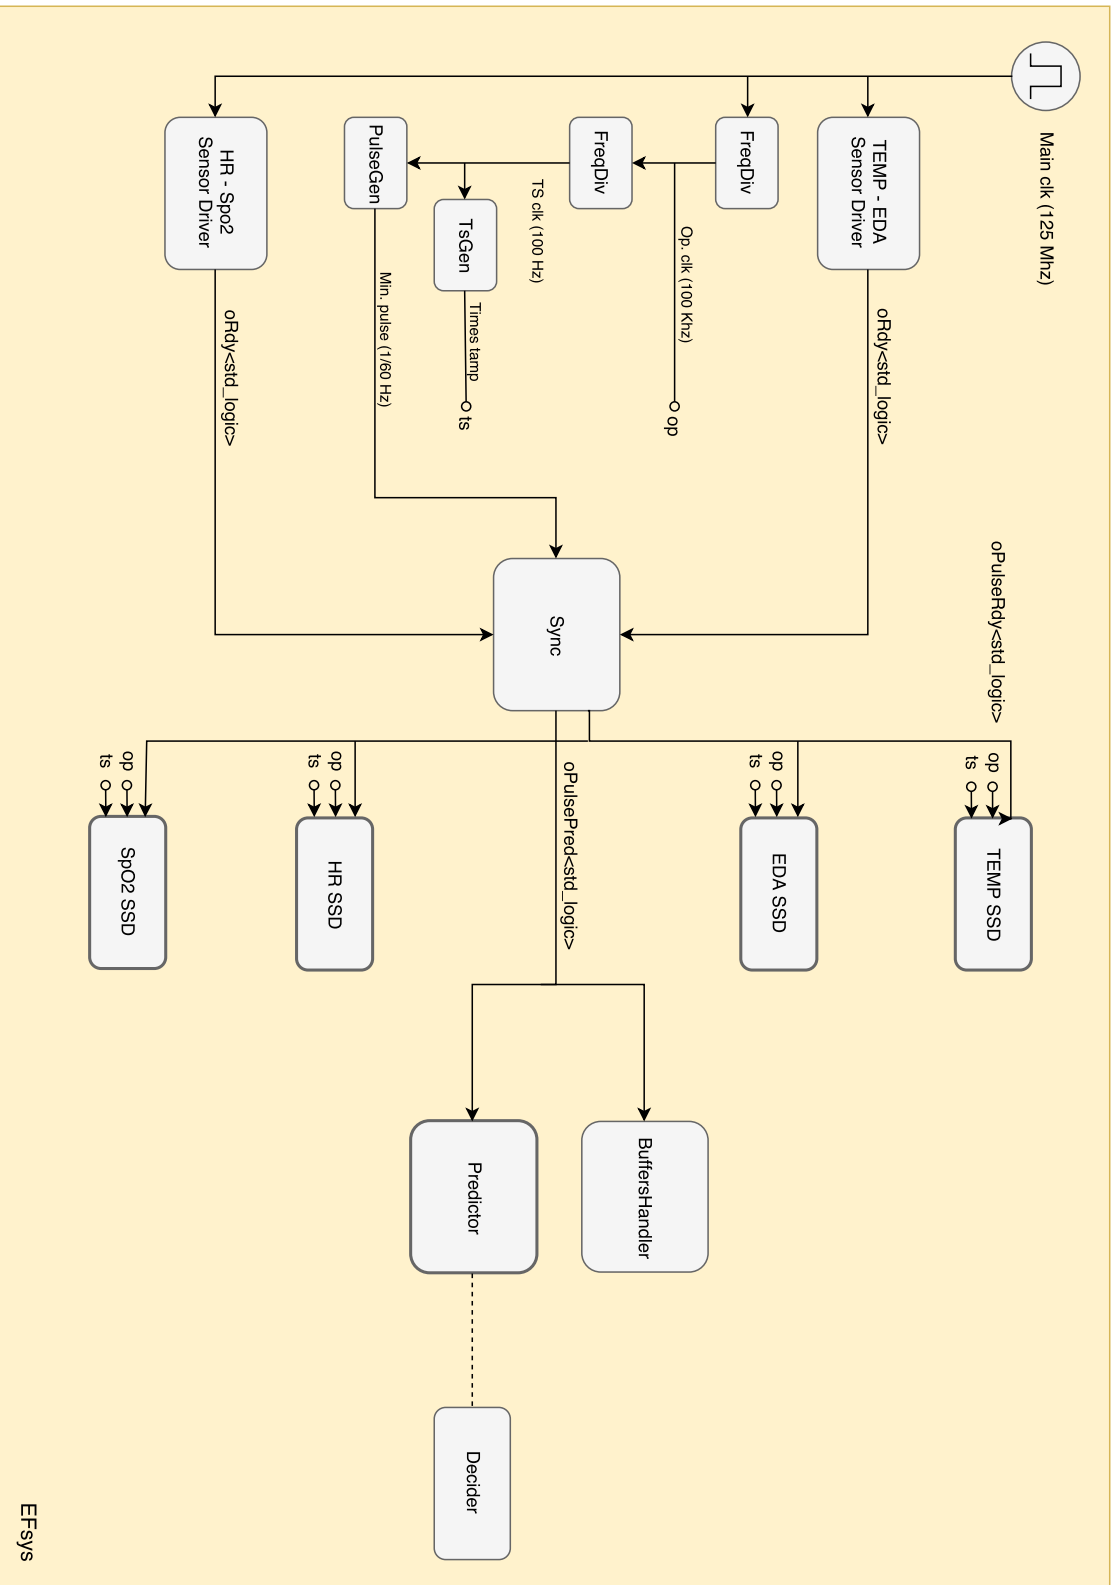 Main clk (125 Mhz)
TEMP - EDA
Sensor Driver
oRdy<std_logic>
FreqDiv
Op. clk (100 Khz)
op
FreqDiv
TS clk (100 Hz)
TsGen
Times tamp
ts
PulseGen
Min. pulse (1/60 Hz)
HR - Spo2
Sensor Driver
oRdy<std_logic>
Sync
oPulseRdy<std_logic>
op
ts
TEMP SSD
op
ts
EDA SSD
oPulsePred<std_logic>
op
ts
HR SSD
op
ts
SpO2 SSD
BuffersHandler
Predictor
Decider
EFsys